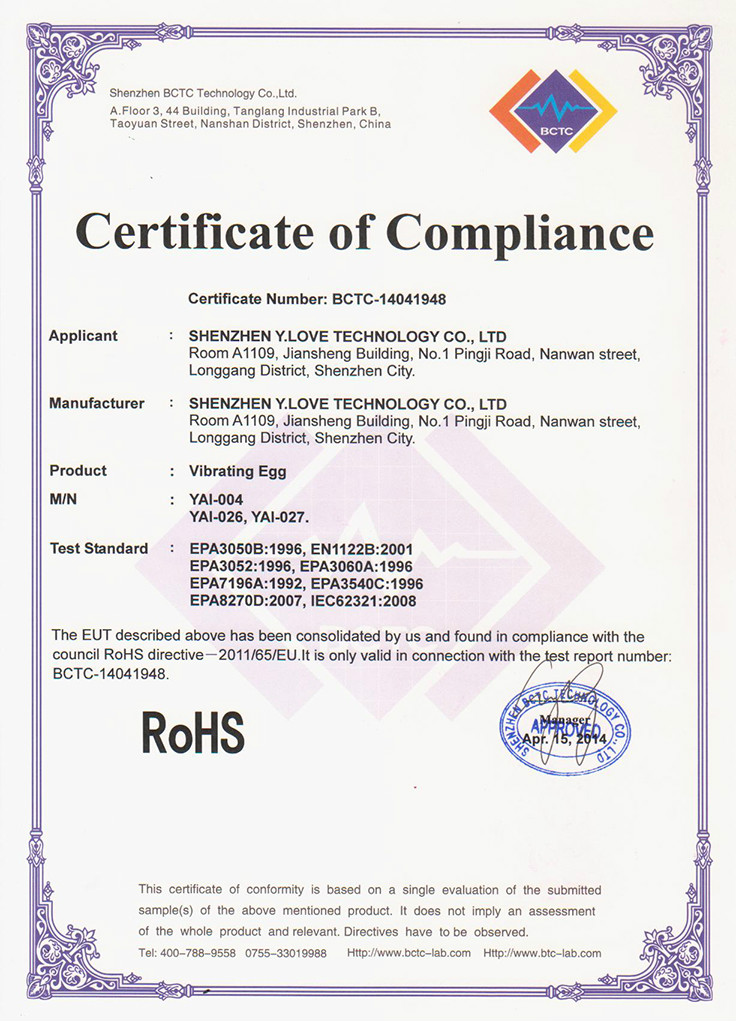 Shenzhen BCTC Technology Co.,Ltd.
A.Floor 3, 44 Building, Tanglang Industrial Park B,
Taoyuan Street, Nanshan District, Shenzhen, China
BCTC
Certificate of Compliance
Certificate Number: BCTC-14041948
Applicant : SHENZHEN Y.LOVE TECHNOLOGY CO., LTD
Room A1109, Jiansheng Building, No.1 Pingji Road, Nanwan street,
Longgang District, Shenzhen City.
Manufacturer : SHENZHEN Y.LOVE TECHNOLOGY CO., LTD
Room A1109, Jiansheng Building, No.1 Pingji Road, Nanwan street,
Longgang District, Shenzhen City.
Product : Vibrating Egg
M/N : YAI-004
YAI-026, YAI-027.
Test Standard : EPA3050B:1996, EN1122B:2001
EPA3052:1996, EPA3060A:1996
EPA7196A:1992, EPA3540C:1996
EPA8270D:2007, IEC62321:2008
BCTC
The EUT described above has been consolidated by us and found in compliance with the
council RoHS directive－2011/65/EU.It is only valid in connection with the test report number:
BCTC-14041948.
RoHS
SHENZHEN BCTC TECHNOLOGY CO.,LTD
Manager
APPROVED
Apr. 15, 2014
This certificate of conformity is based on a single evaluation of the submitted
sample(s) of the above mentioned product. It does not imply an assessment
of the whole product and relevant. Directives have to be observed.
Tel: 400-788-9558 0755-33019988 Http://www.bctc-lab.com Http://www.btc-lab.com